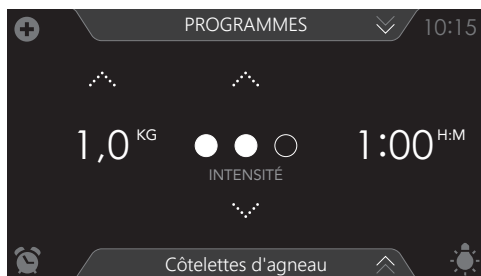 PROGRAMMES 10:15
1,0 KG 1:00 H:M
INTENSITÉ
Côtelettes d'agneau